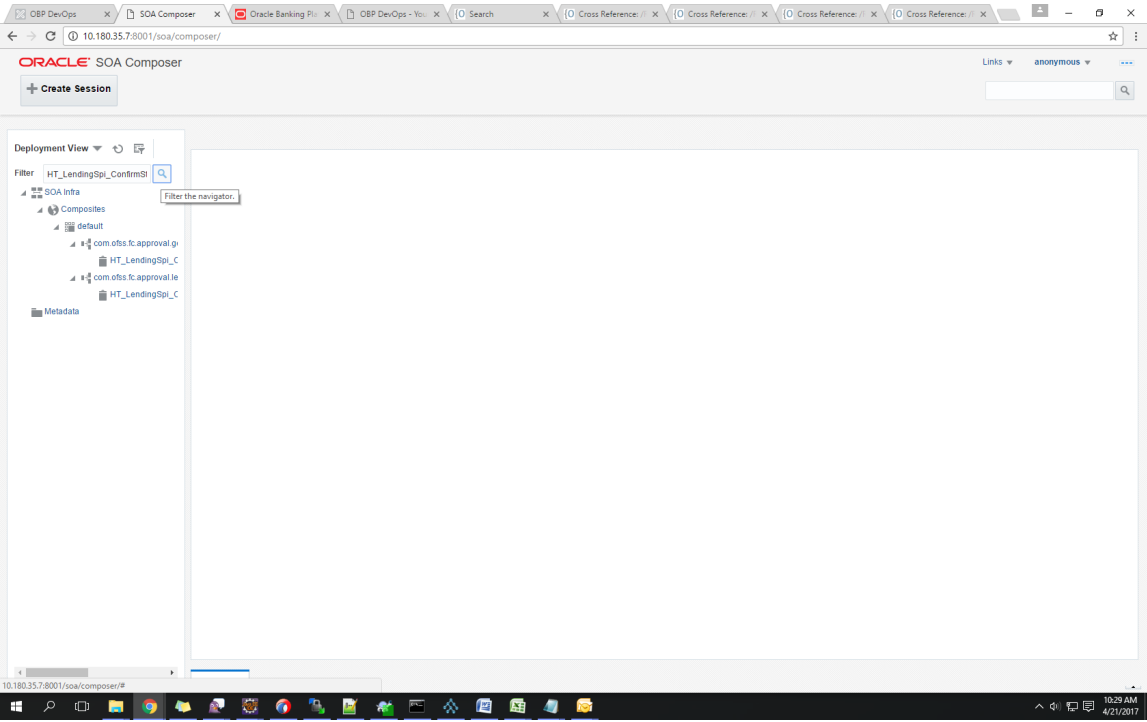 OBP DevOps
SOA Composer
Oracle Banking Pla
OBP DevOps - You
{O Search
{O Cross Reference: /
{O Cross Reference: /
{O Cross Reference: /
{O Cross Reference: /
10.180.35.7:8001/soa/composer/
ORACLE SOA Composer
Links
anonymous
Create Session
Deployment View
Filter
HT_LendingSpi_ConfirmSt
Filter the navigator.
SOA Infra
Composites
default
com.ofss.fc.approval.ge
HT_LendingSpi_C
com.ofss.fc.approval.le
HT_LendingSpi_C
Metadata
10.180.35.7:8001/soa/composer/#
10:29 AM
4/21/2017